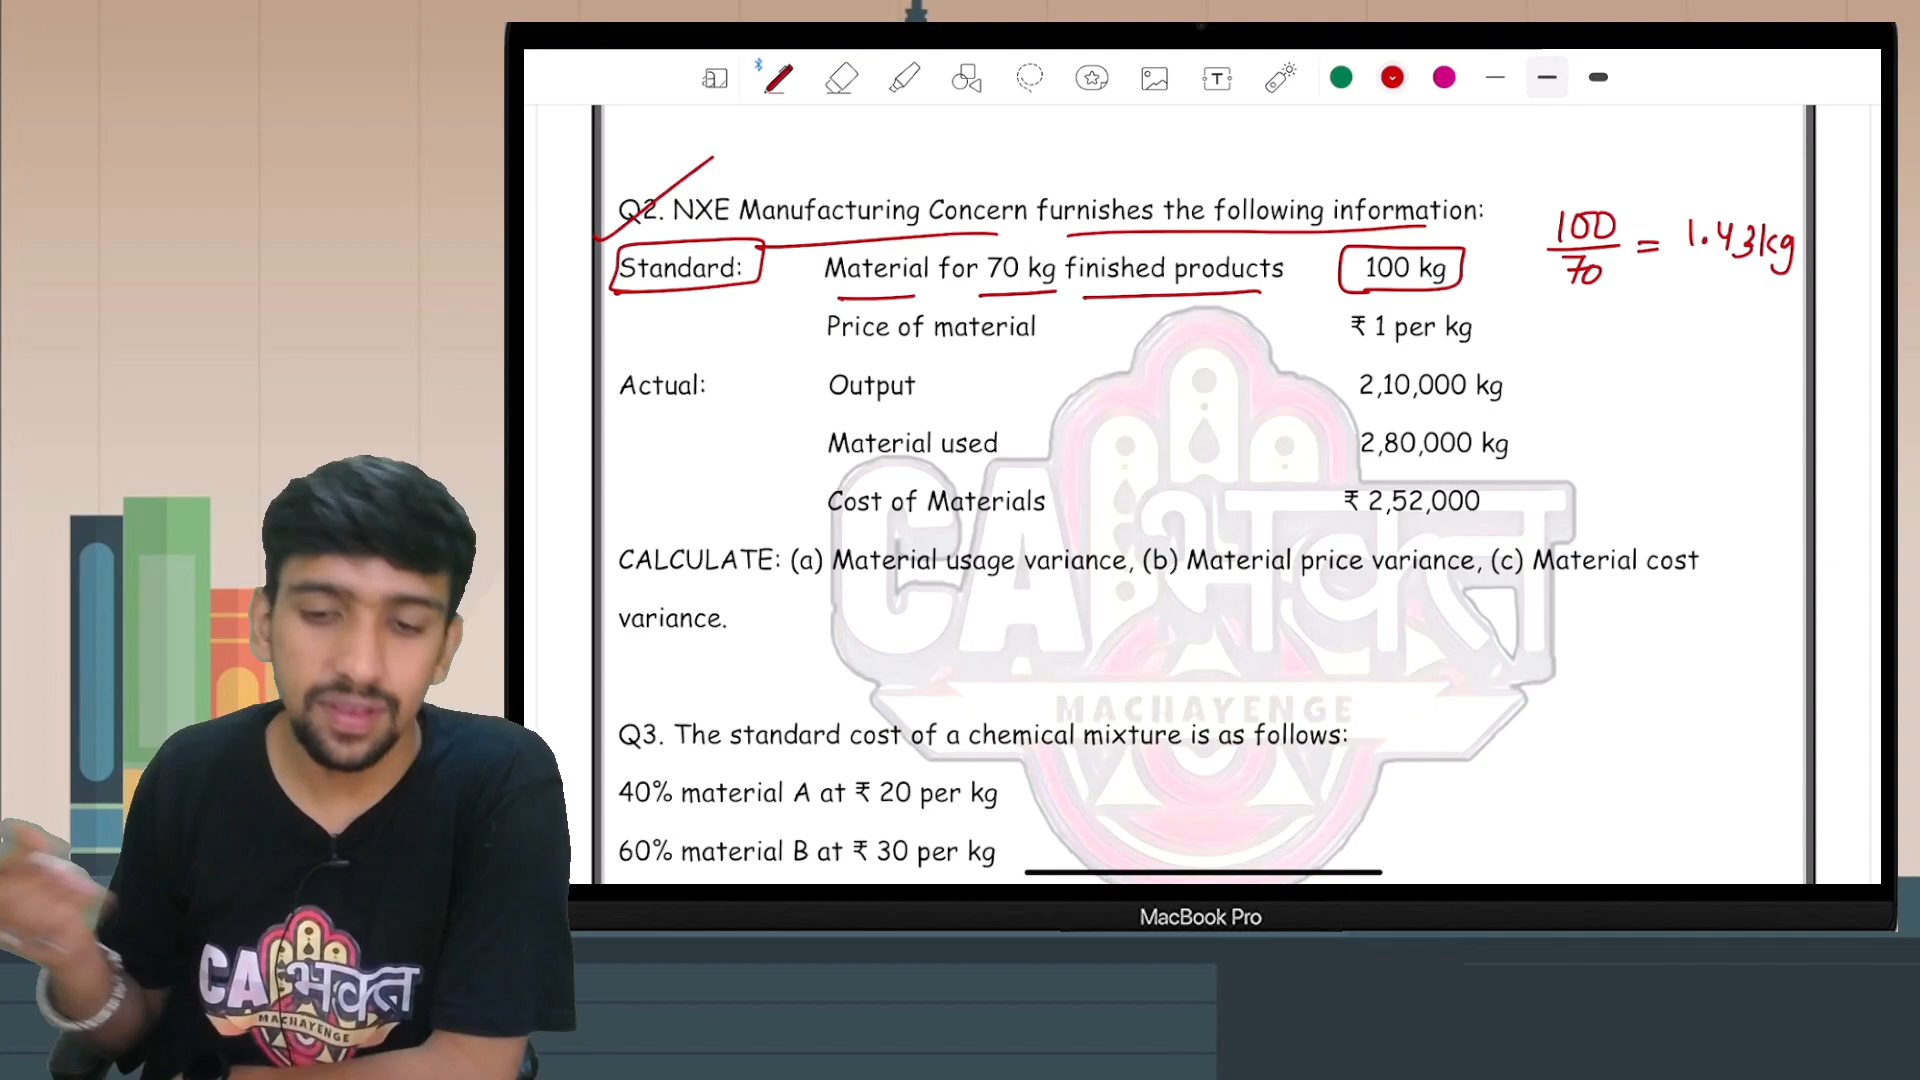 Q2. NXE Manufacturing Concern furnishes the following information:
Standard: Material for 70 kg finished products 100 kg
100/70 = 1.43kg
Price of material ₹ 1 per kg
Actual: Output 2,10,000 kg
Material used 2,80,000 kg
Cost of Materials ₹ 2,52,000
CALCULATE: (a) Material usage variance, (b) Material price variance, (c) Material cost
variance.
CA भक्त
MACHAYENGE
Q3. The standard cost of a chemical mixture is as follows:
40% material A at ₹ 20 per kg
60% material B at ₹ 30 per kg
MacBook Pro
CA भक्त
MACHAYENGE